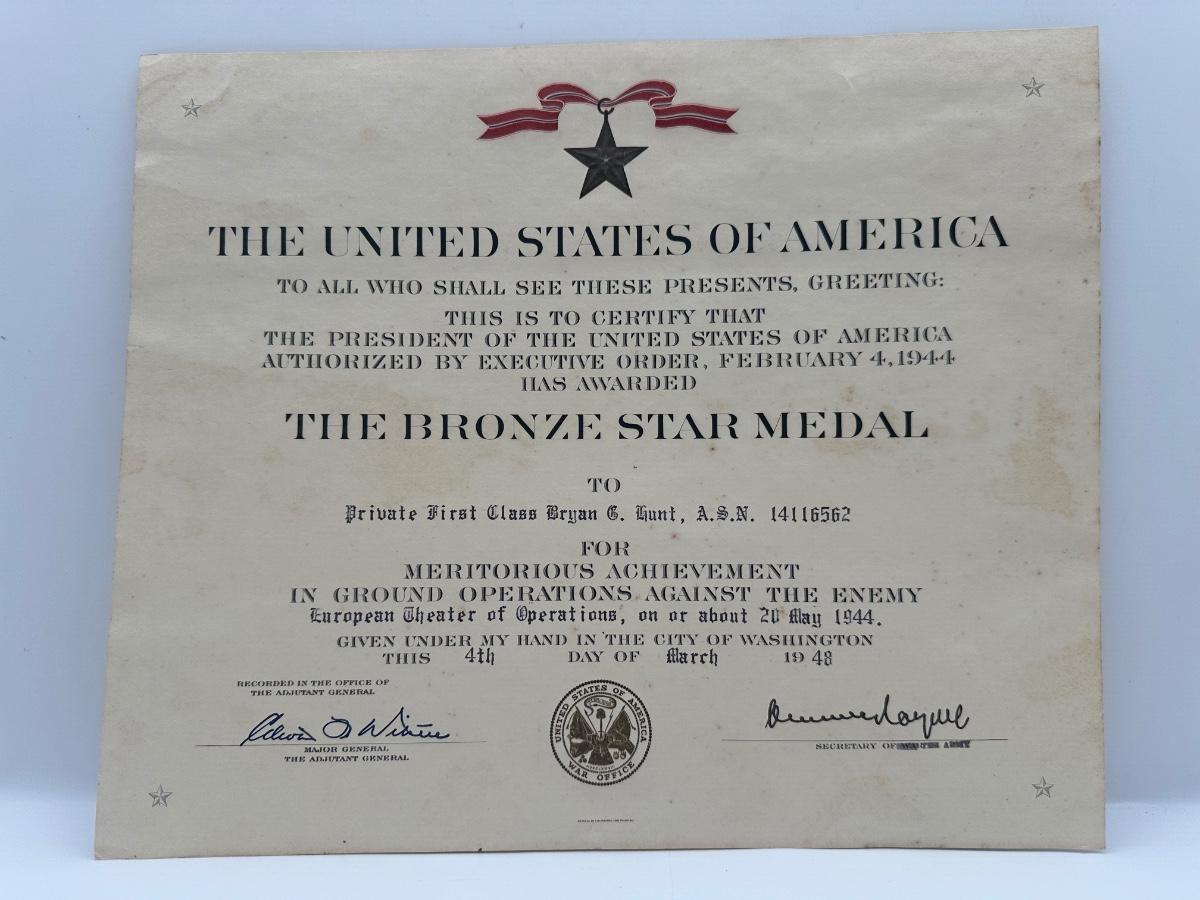 THE UNITED STATES OF AMERICA
TO ALL WHO SHALL SEE THESE PRESENTS, GREETING:
THIS IS TO CERTIFY THAT
THE PRESIDENT OF THE UNITED STATES OF AMERICA
AUTHORIZED BY EXECUTIVE ORDER, FEBRUARY 4, 1944
HAS AWARDED
THE BRONZE STAR MEDAL
TO
Private First Class Bryan G. Hunt, A.S.N. 14116562
FOR
MERITORIOUS ACHIEVEMENT
IN GROUND OPERATIONS AGAINST THE ENEMY
European Theater of Operations, on or about 20 May 1944.
GIVEN UNDER MY HAND IN THE CITY OF WASHINGTON
THIS 4th DAY OF March 19 48
RECORDED IN THE OFFICE OF
THE ADJUTANT GENERAL
MAJOR GENERAL
THE ADJUTANT GENERAL
UNITED STATES OF AMERICA
WAR OFFICE
SECRETARY OF THE ARMY